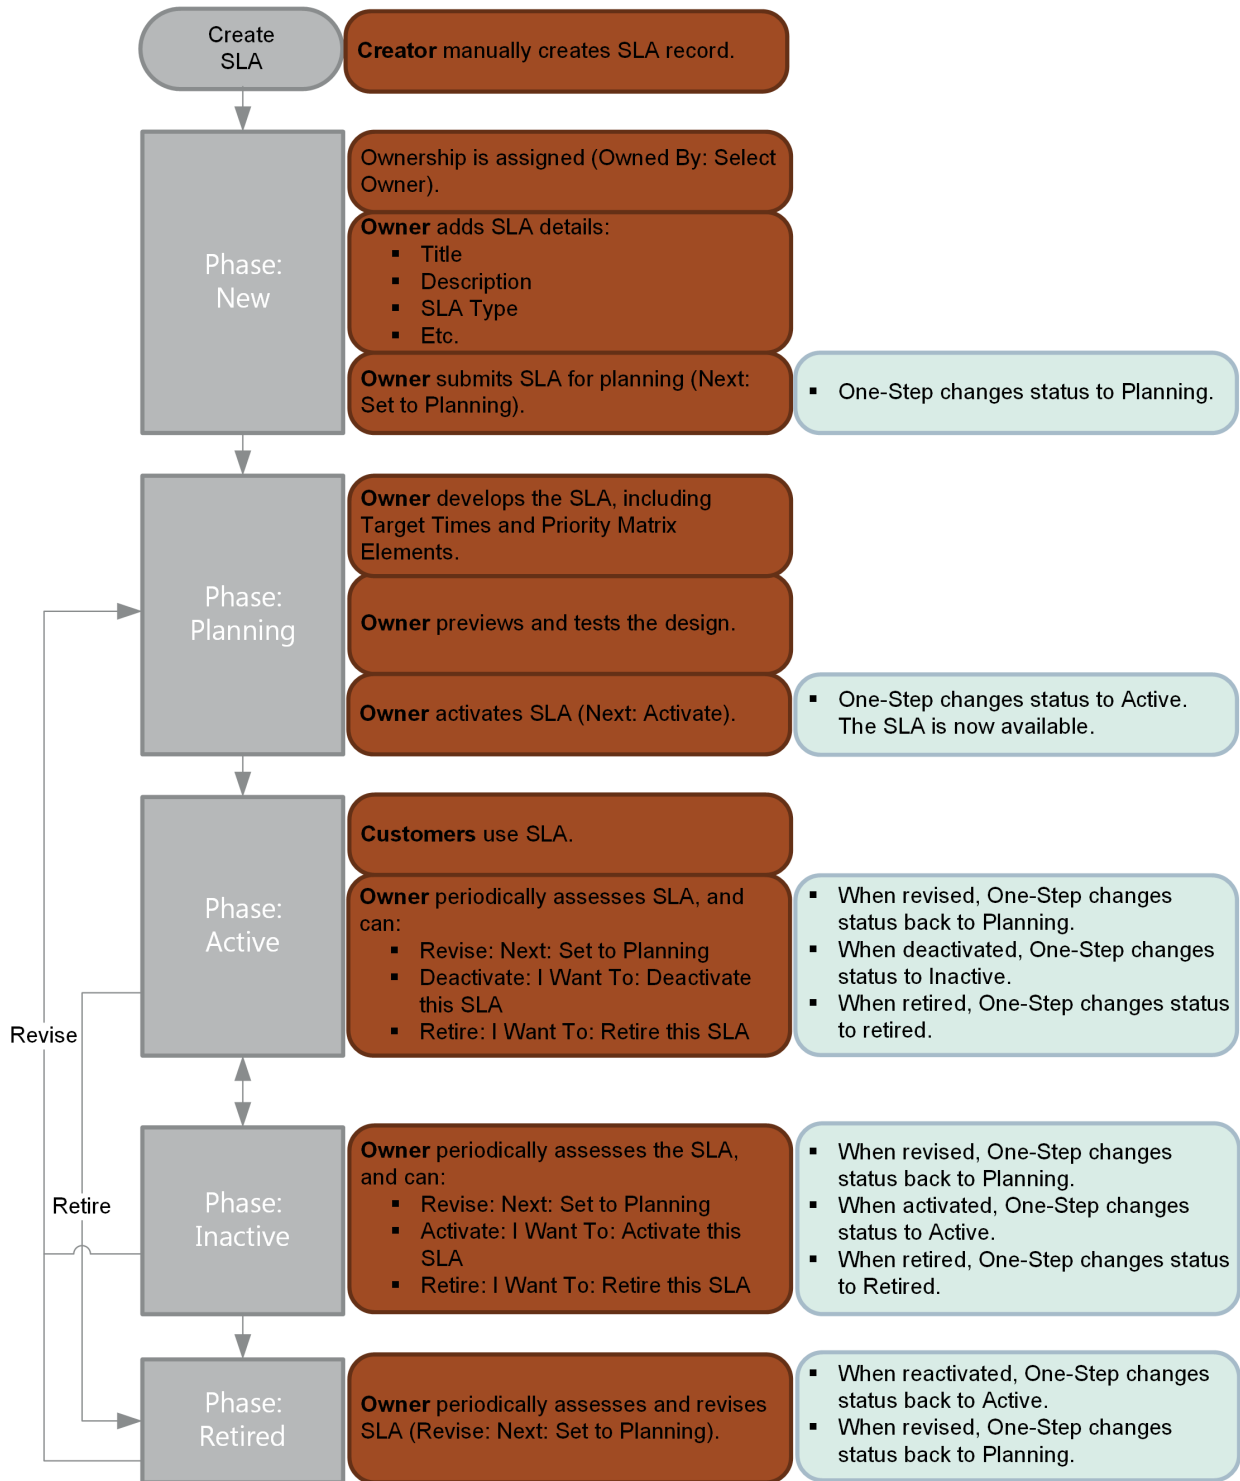 Create
SLA
Creator manually creates SLA record.
Phase:
New
Ownership is assigned (Owned By: Select
Owner).
Owner adds SLA details:
▪ Title
▪ Description
▪ SLA Type
▪ Etc.
Owner submits SLA for planning (Next:
Set to Planning).
▪ One-Step changes status to Planning.
Phase:
Planning
Owner develops the SLA, including
Target Times and Priority Matrix
Elements.
Owner previews and tests the design.
Owner activates SLA (Next: Activate).
▪ One-Step changes status to Active.
The SLA is now available.
Phase:
Active
Customers use SLA.
Owner periodically assesses SLA, and
can:
▪ Revise: Next: Set to Planning
▪ Deactivate: I Want To: Deactivate
this SLA
▪ Retire: I Want To: Retire this SLA
▪ When revised, One-Step changes
status back to Planning.
▪ When deactivated, One-Step changes
status to Inactive.
▪ When retired, One-Step changes status
to retired.
Revise
Retire
Phase:
Inactive
Owner periodically assesses the SLA,
and can:
▪ Revise: Next: Set to Planning
▪ Activate: I Want To: Activate this
SLA
▪ Retire: I Want To: Retire this SLA
▪ When revised, One-Step changes
status back to Planning.
▪ When activated, One-Step changes
status to Active.
▪ When retired, One-Step changes status
to Retired.
Phase:
Retired
Owner periodically assesses and revises
SLA (Revise: Next: Set to Planning).
▪ When reactivated, One-Step changes
status back to Active.
▪ When revised, One-Step changes
status back to Planning.